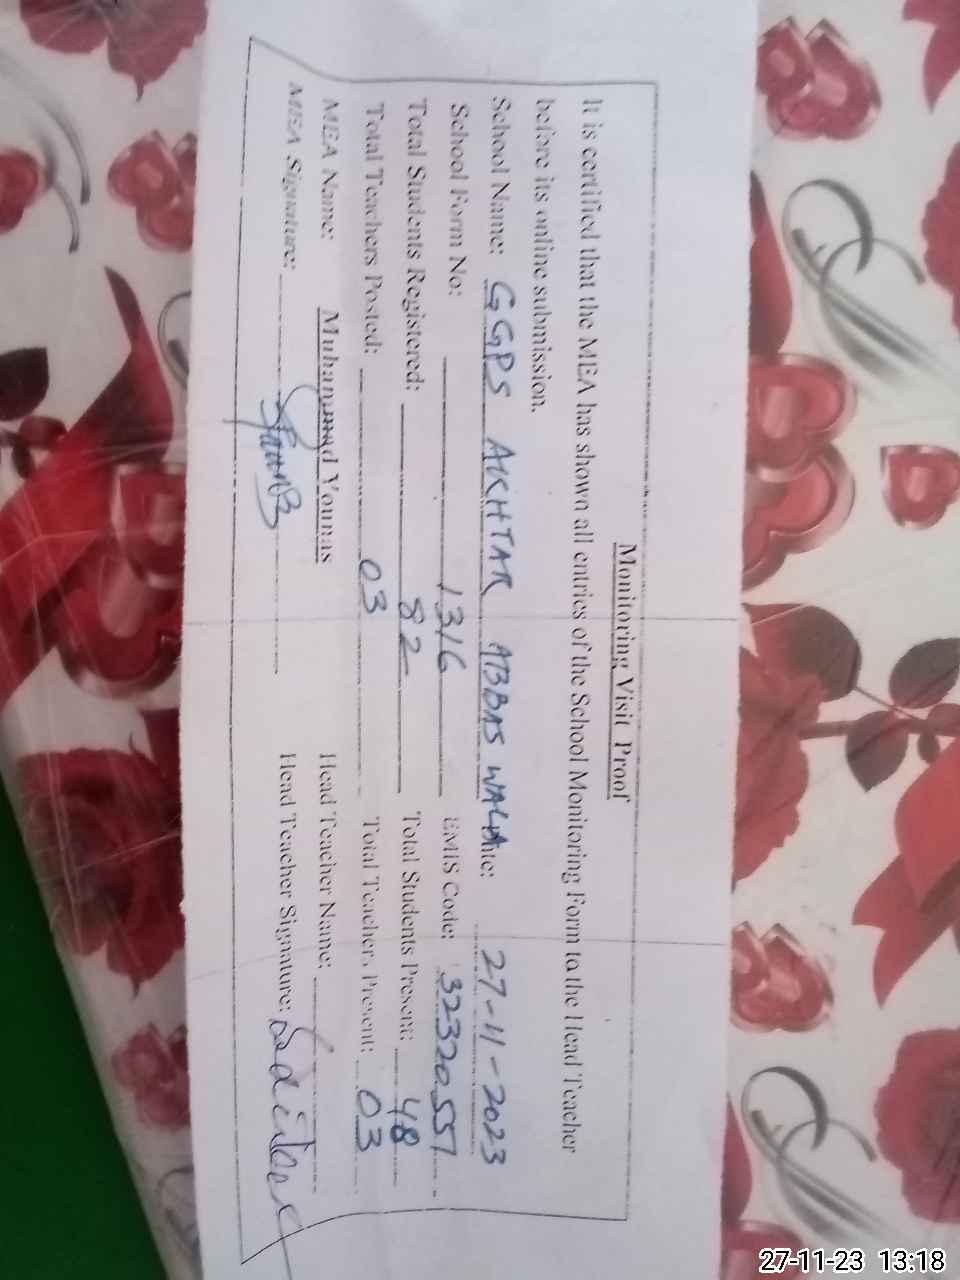 Monitoring Visit Proof
It is certified that the MEA has shown all entries of the School Monitoring Form to the Head Teacher
before its online submission.
School Name: GGPS AKHTAR ABBAS WALA Date: 27-11-2023
School Form No: 1316 EMIS Code: 32320557
Total Students Registered: 82 Total Students Present: 48
Total Teachers Posted: 03 Total Teachers Present: 03
MEA Name: Muhammad Younas Head Teacher Name:
MEA Signature: Head Teacher Signature:
27-11-23 13:18